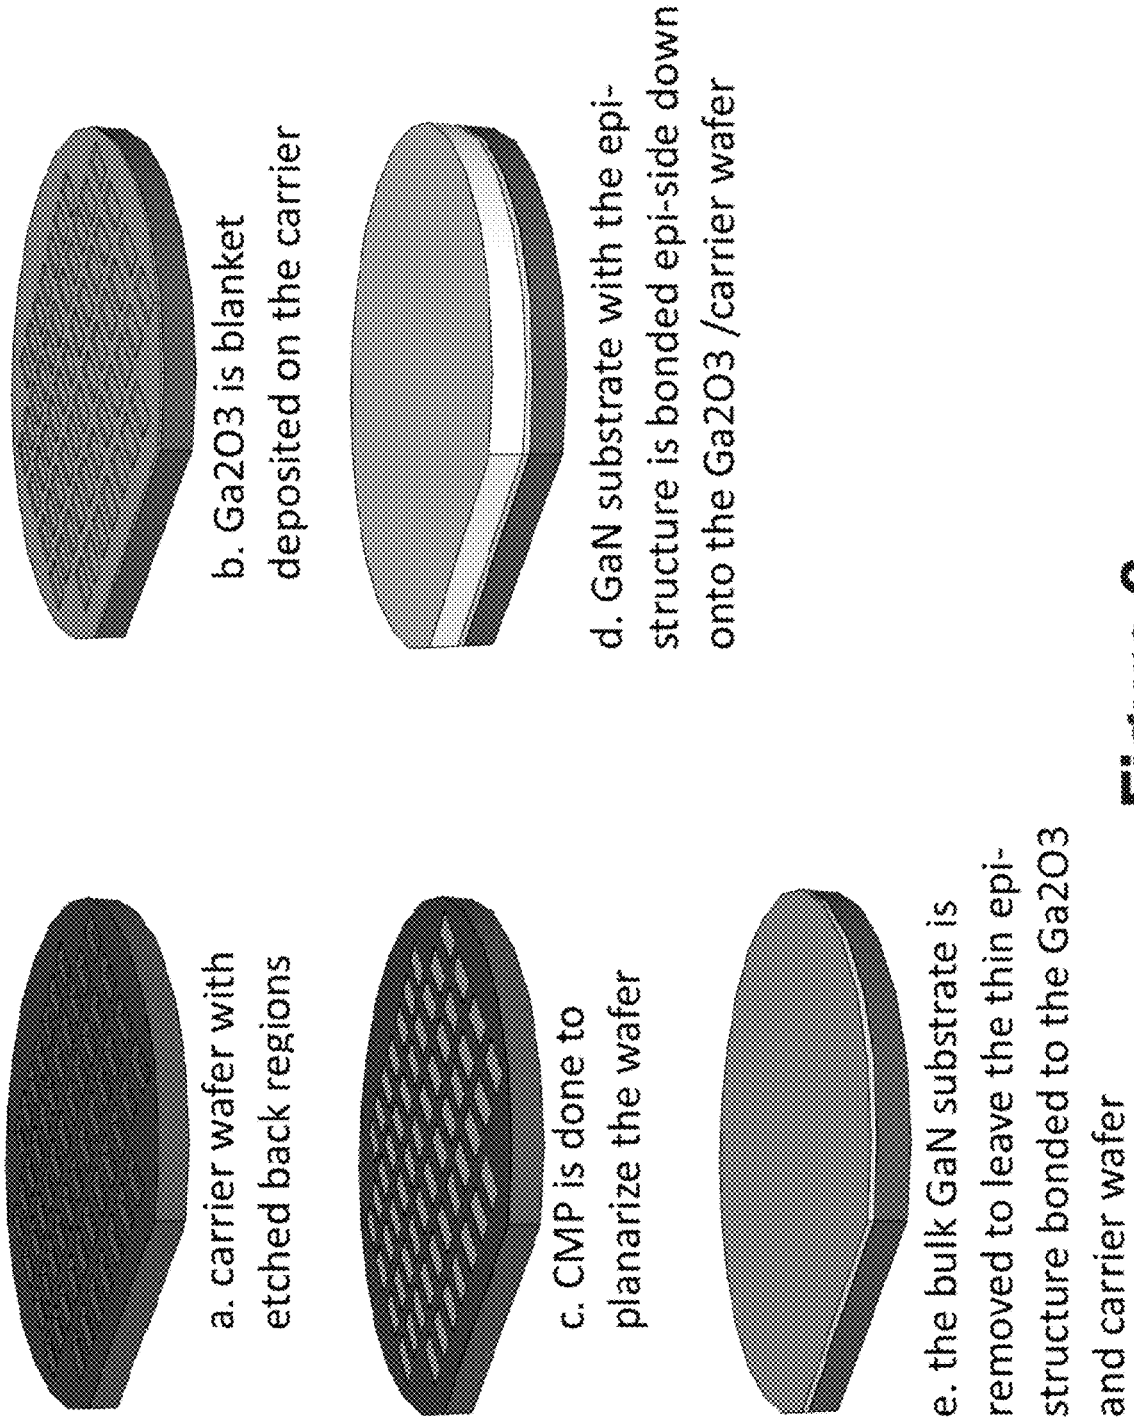 a. carrier wafer with
etched back regions
b. Ga2O3 is blanket
deposited on the carrier
c. CMP is done to
planarize the wafer
d. GaN substrate with the epi-
structure is bonded epi-side down
onto the Ga2O3 /carrier wafer
e. the bulk GaN substrate is
removed to leave the thin epi-
structure bonded to the Ga2O3
and carrier wafer